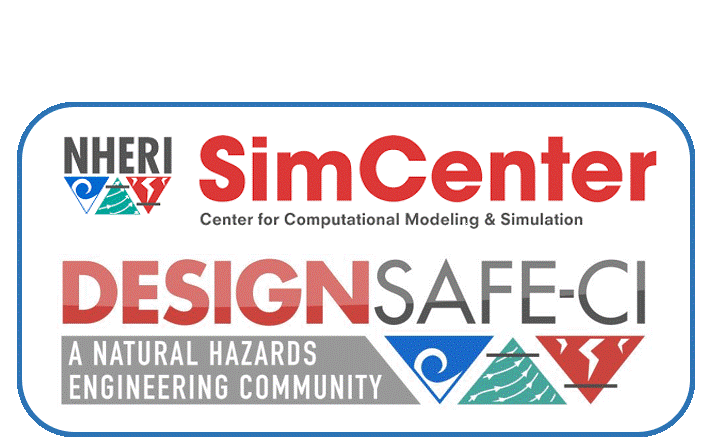 NHERI
SimCenter
Center for Computational Modeling & Simulation
DESIGNSAFE-CI
A NATURAL HAZARDS
ENGINEERING COMMUNITY